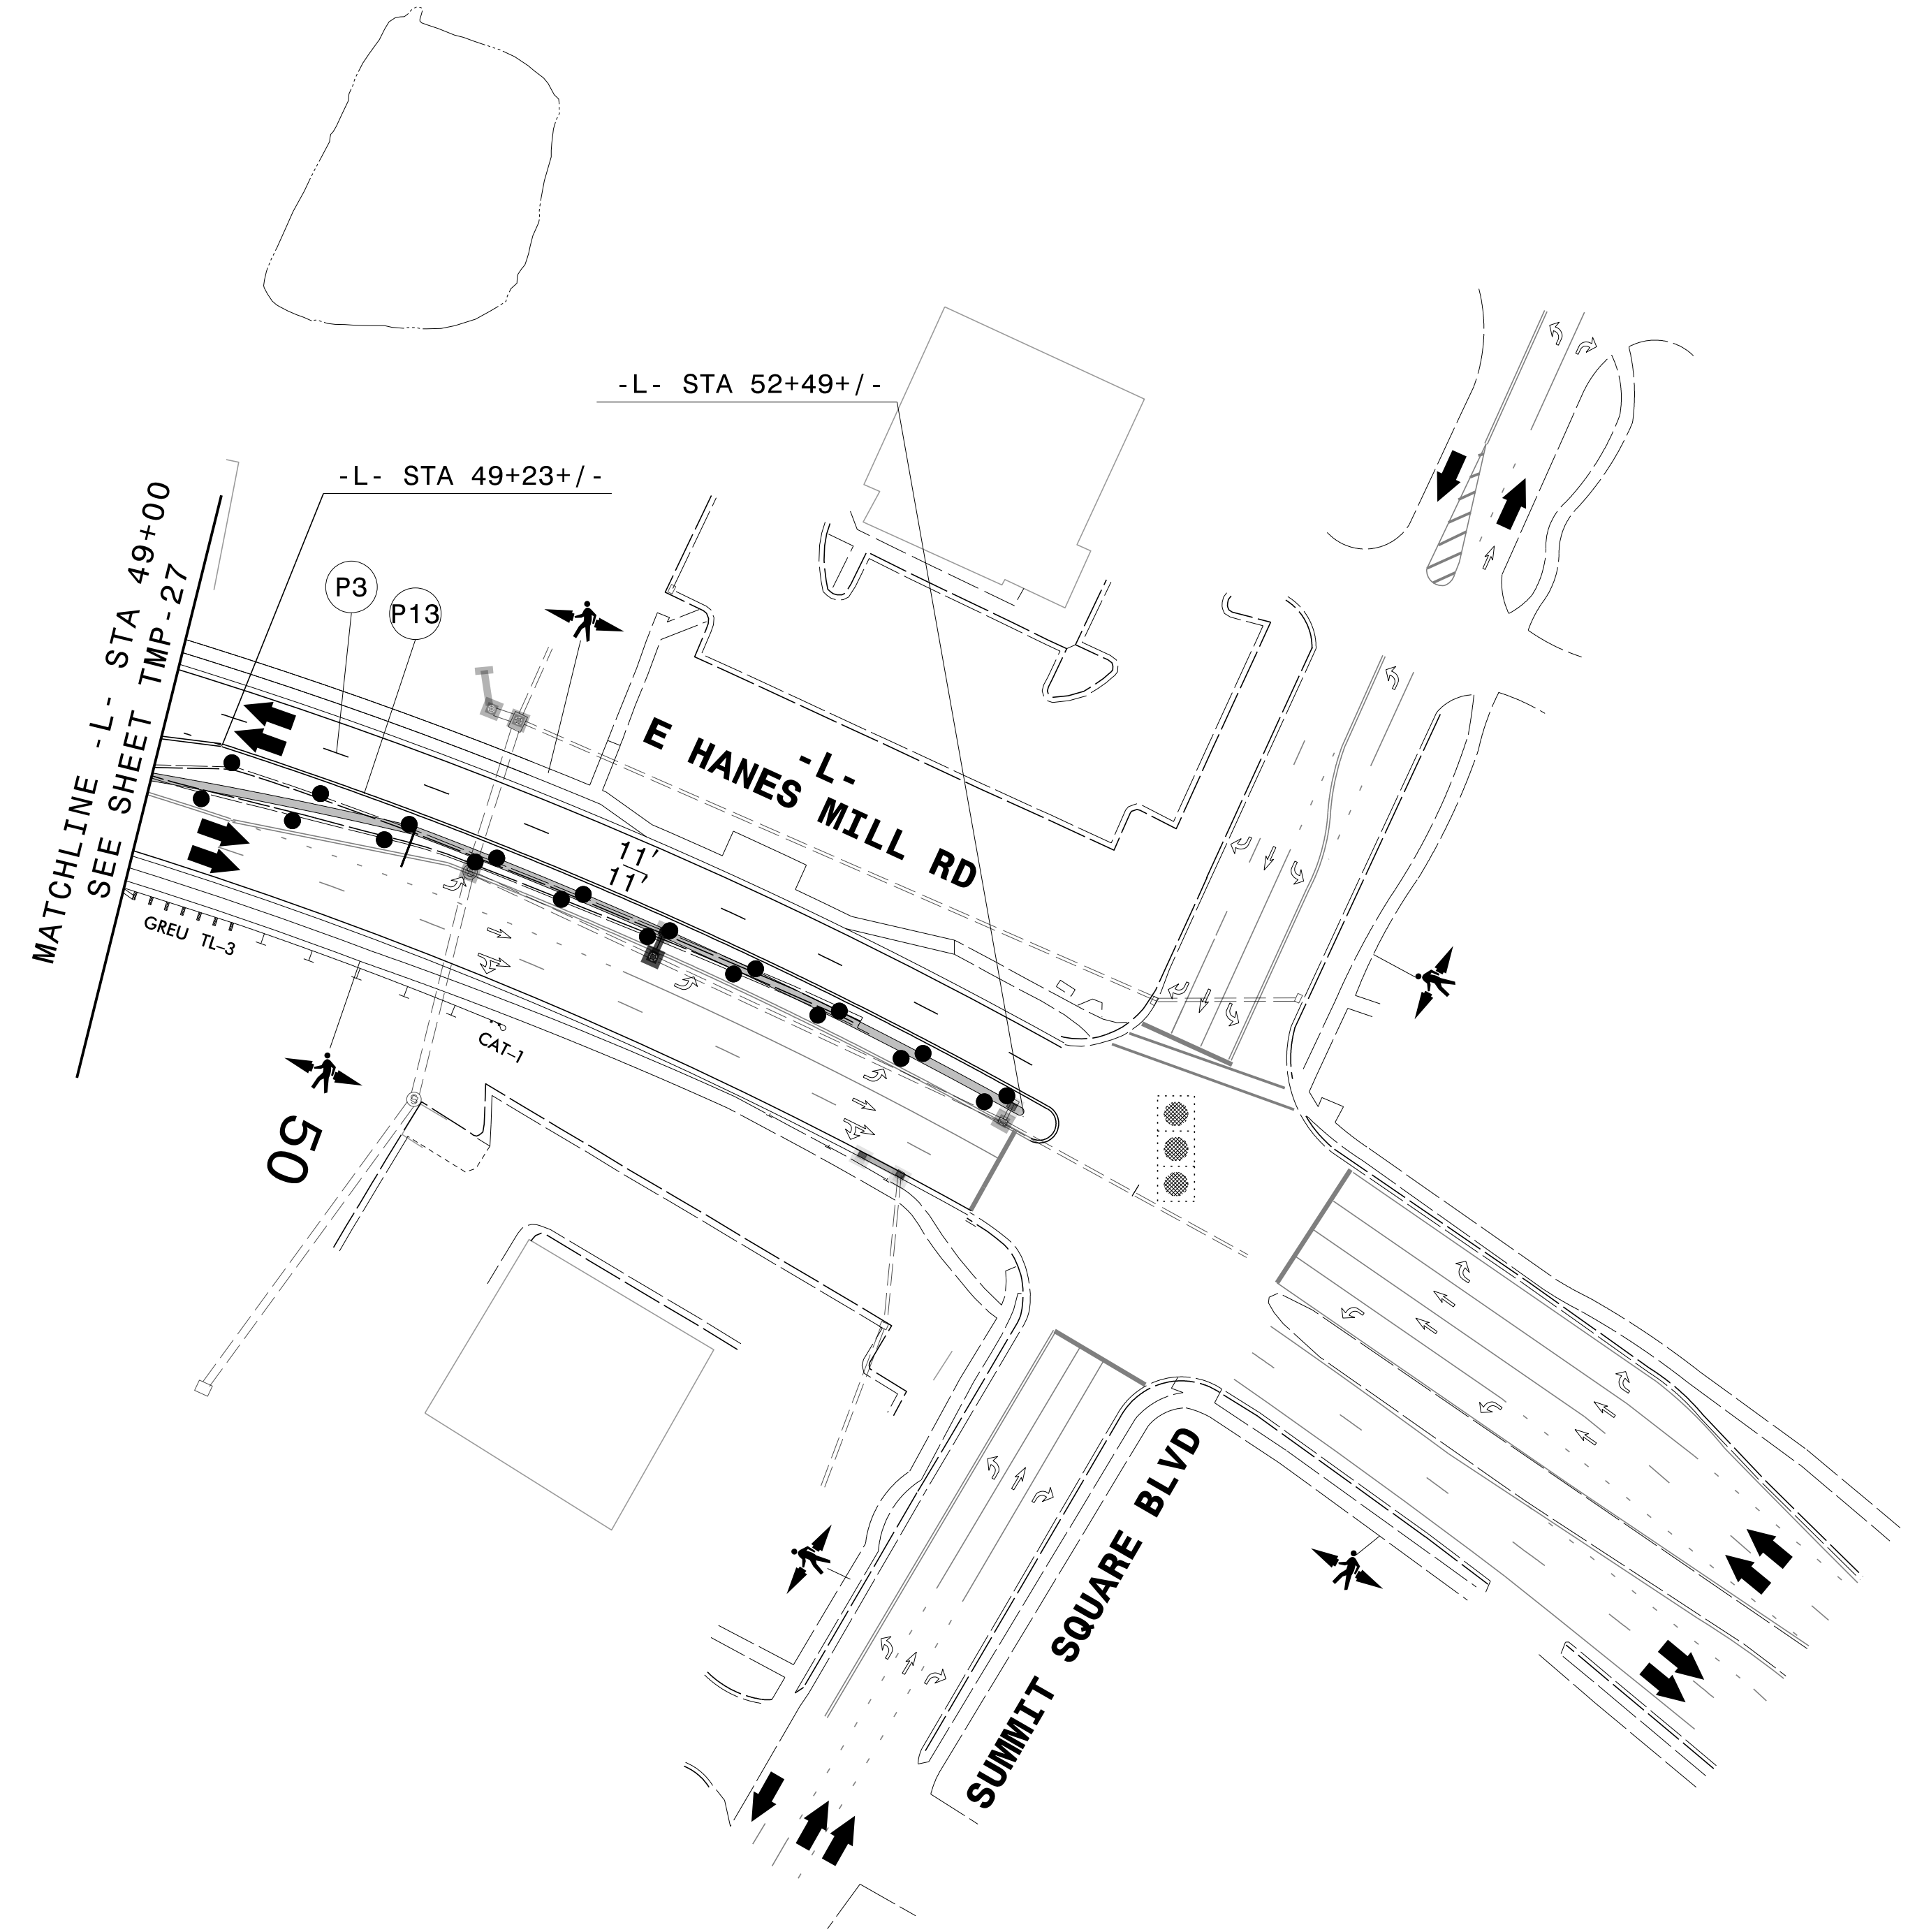 -L- STA 52+49+/-
-L- STA 49+23+/-
MATCHLINE -L- STA 49+00
SEE SHEET TMP-27
P3
P13
-L-
E HANES MILL RD
11'
11'
GREU TL-3
CAT-1
50
SUMMIT SQUARE BLVD